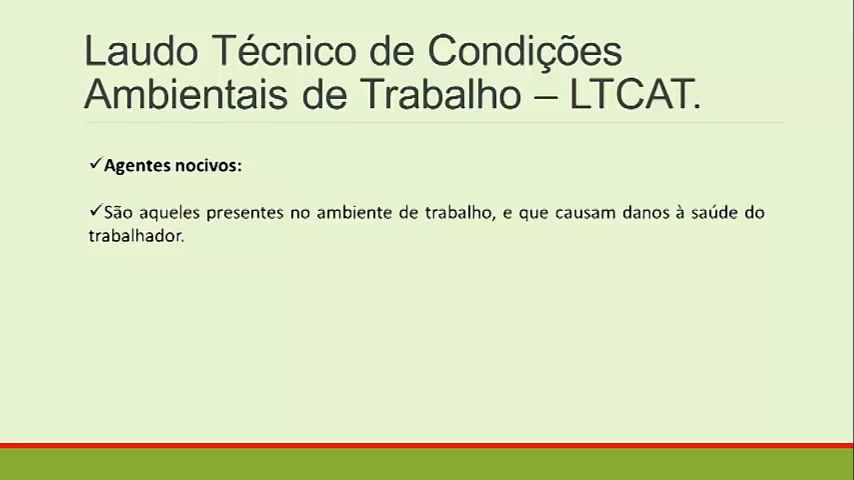 Laudo Técnico de Condições
Ambientais de Trabalho – LTCAT.
✓Agentes nocivos:
✓São aqueles presentes no ambiente de trabalho, e que causam danos à saúde do
trabalhador.